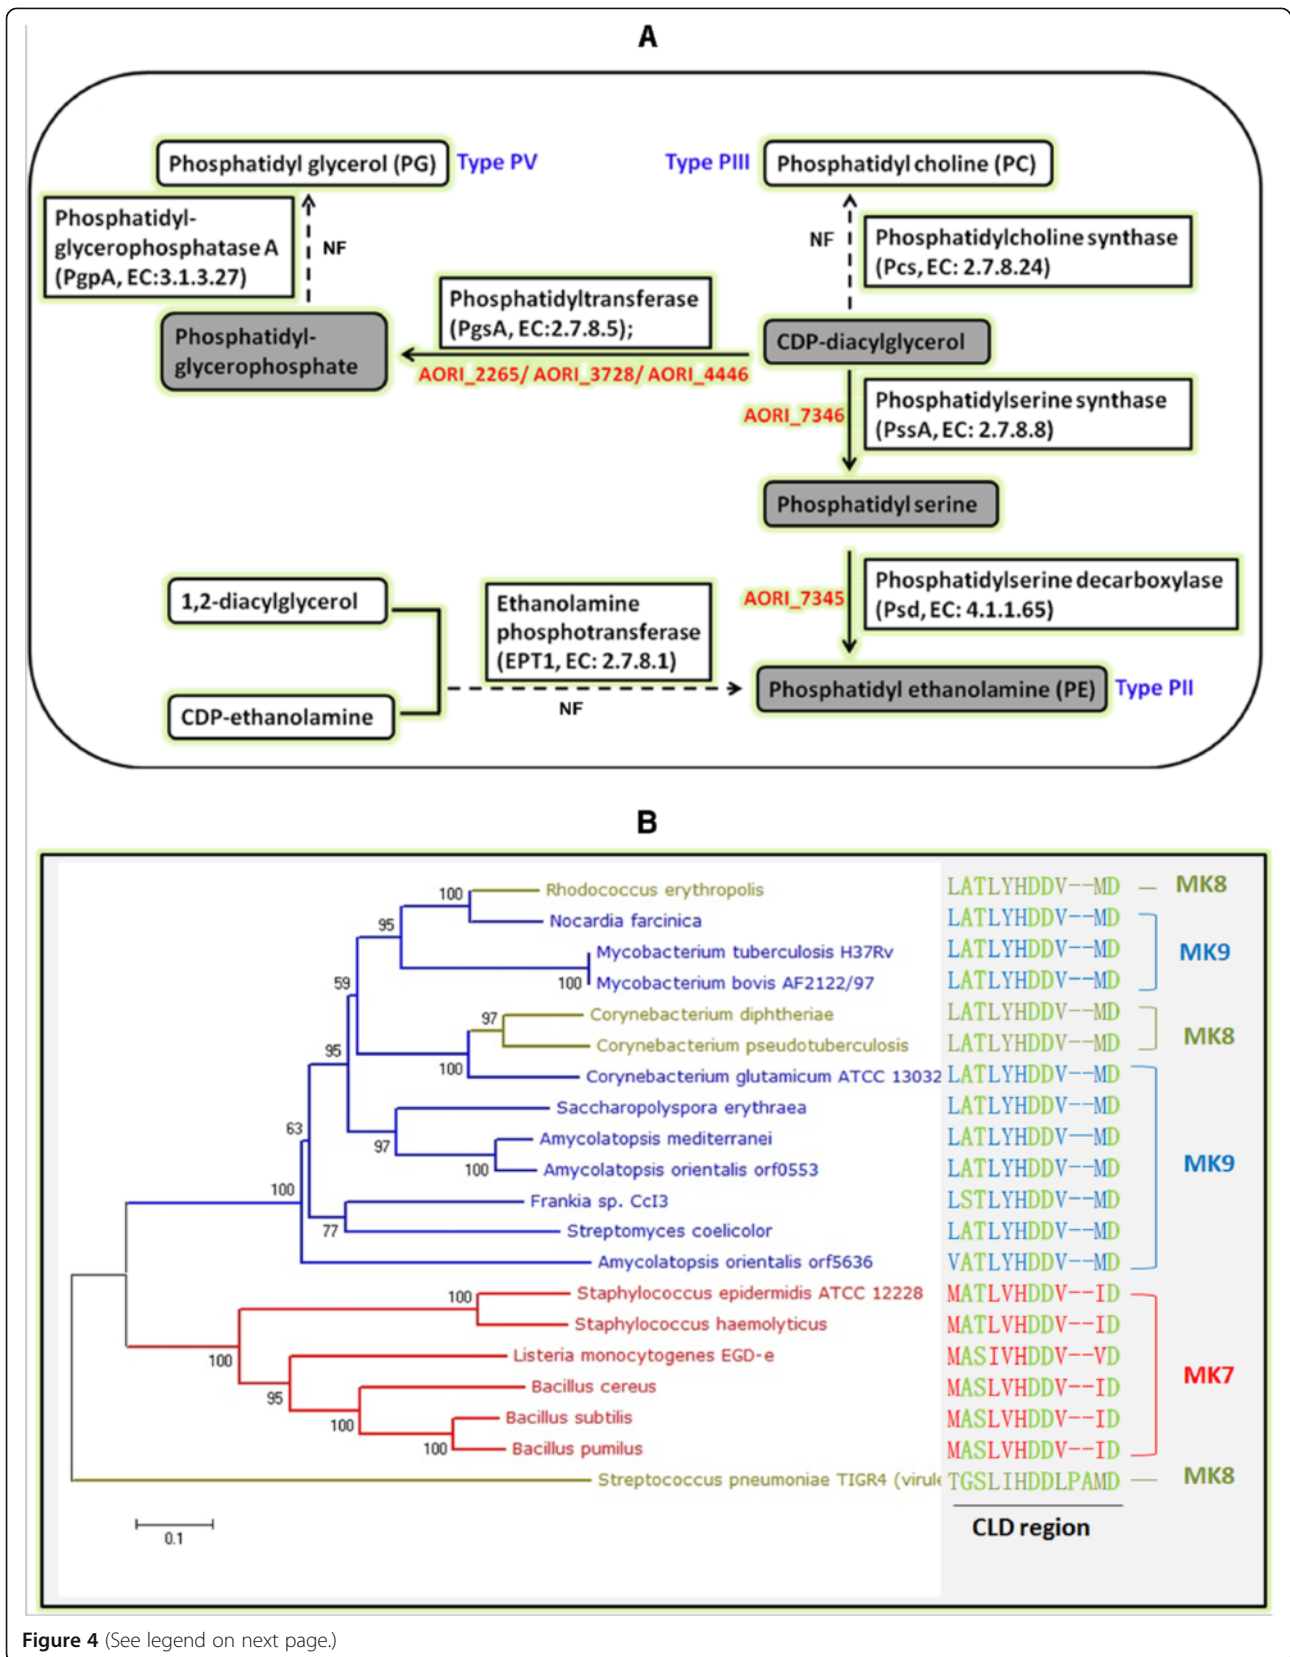 A
Phosphatidyl glycerol (PG)
Type PV
Type PIII
Phosphatidyl choline (PC)
Phosphatidyl-
glycerophosphatase A
(PgpA, EC:3.1.3.27)
NF
NF
Phosphatidylcholine synthase
(Pcs, EC: 2.7.8.24)
Phosphatidyl-
glycerophosphate
Phosphatidyltransferase
(PgsA, EC:2.7.8.5);
AORI_2265/ AORI_3728/ AORI_4446
CDP-diacylglycerol
AORI_7346
Phosphatidylserine synthase
(PssA, EC: 2.7.8.8)
Phosphatidyl serine
1,2-diacylglycerol
CDP-ethanolamine
Ethanolamine
phosphotransferase
(EPT1, EC: 2.7.8.1)
NF
AORI_7345
Phosphatidylserine decarboxylase
(Psd, EC: 4.1.1.65)
Phosphatidyl ethanolamine (PE)
Type PII
B
100 Rhodococcus erythropolis LATLYHDDV--MD MK8
95 Nocardia farcinica LATLYHDDV--MD
Mycobacterium tuberculosis H37Rv LATLYHDDV--MD MK9
59 100 Mycobacterium bovis AF2122/97 LATLYHDDV--MD
97 Corynebacterium diphtheriae LATLYHDDV--MD
95 Corynebacterium pseudotuberculosis LATLYHDDV--MD MK8
100 Corynebacterium glutamicum ATCC 13032 LATLYHDDV--MD
63 Saccharopolyspora erythraea LATLYHDDV--MD
97 Amycolatopsis mediterranei LATLYHDDV--MD
100 Amycolatopsis orientalis orf0553 LATLYHDDV--MD MK9
100 Frankia sp. CcI3 LSTLYHDDV--MD
77 Streptomyces coelicolor LATLYHDDV--MD
Amycolatopsis orientalis orf5636 VATLYHDDV--MD
100 Staphylococcus epidermidis ATCC 12228 MATLVHDDV--ID
Staphylococcus haemolyticus MATLVHDDV--ID
100 Listeria monocytogenes EGD-e MASIVHDDV--VD
95 Bacillus cereus MASLVHDDV--ID MK7
100 Bacillus subtilis MASLVHDDV--ID
100 Bacillus pumilus MASLVHDDV--ID
Streptococcus pneumoniae TIGR4 (virule TGSLIHDDLPAMD MK8
0.1
CLD region
Figure 4 (See legend on next page.)